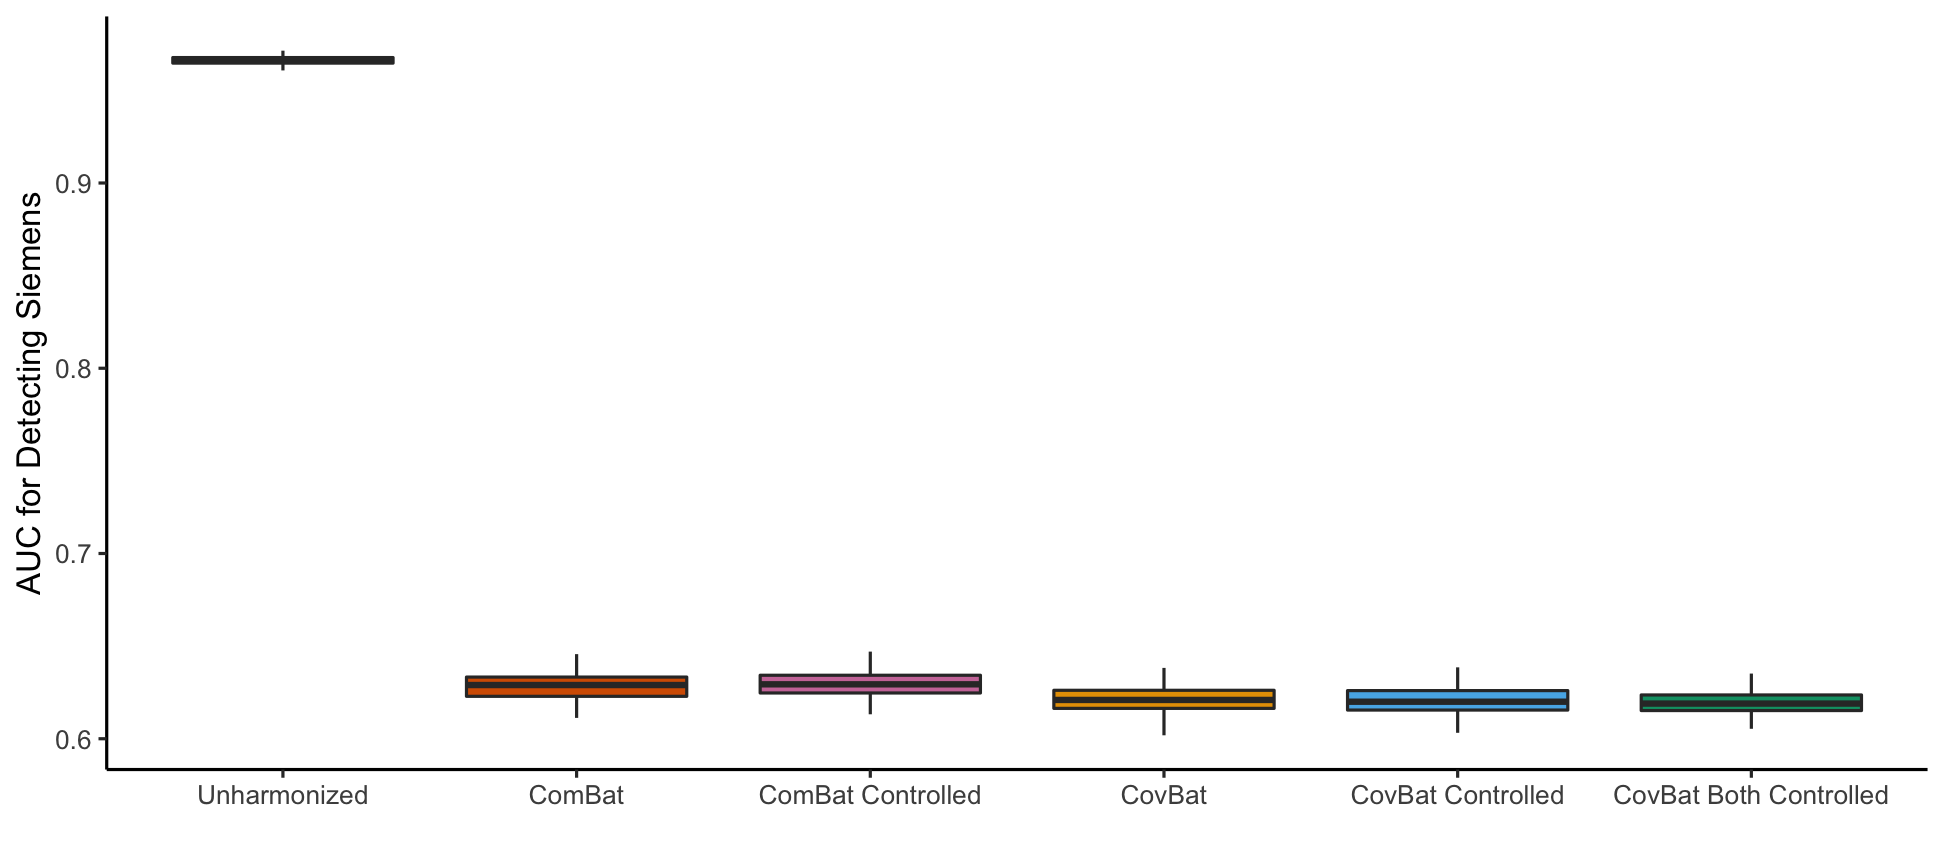 AUC for Detecting Siemens
0.9
0.8
0.7
0.6
Unharmonized
ComBat
ComBat Controlled
CovBat
CovBat Controlled
CovBat Both Controlled